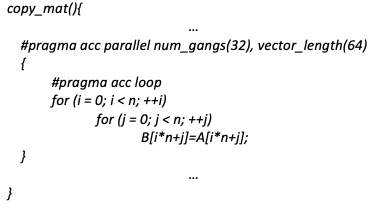 copy_mat(){
...
#pragma acc parallel num_gangs(32), vector_length(64)
{
#pragma acc loop
for (i = 0; i < n; ++i)
for (j = 0; j < n; ++j)
B[i*n+j]=A[i*n+j];
}
...
}